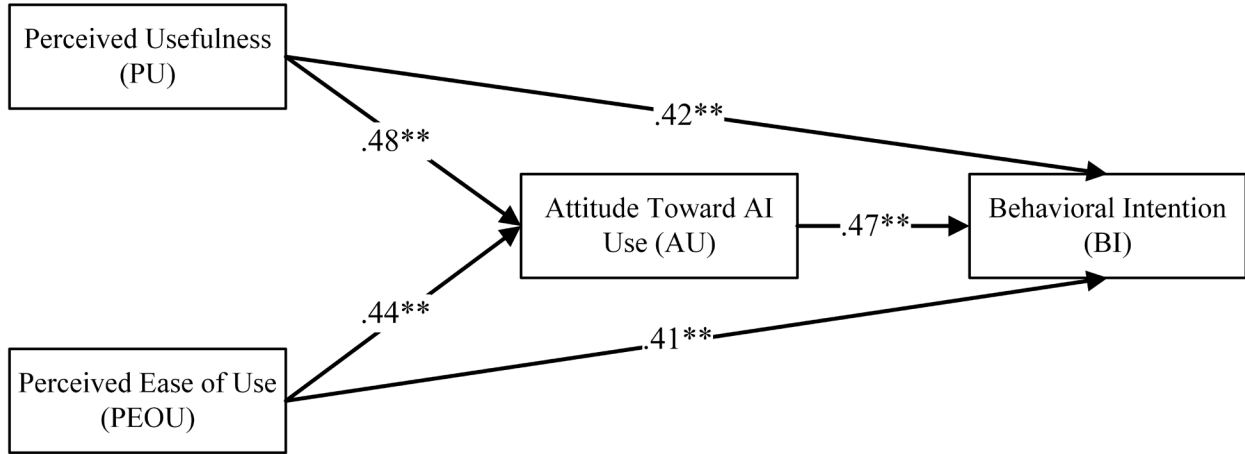 Perceived Usefulness
(PU)
.42**
.48**
Attitude Toward AI
Use (AU)
.47**
Behavioral Intention
(BI)
.44**
.41**
Perceived Ease of Use
(PEOU)